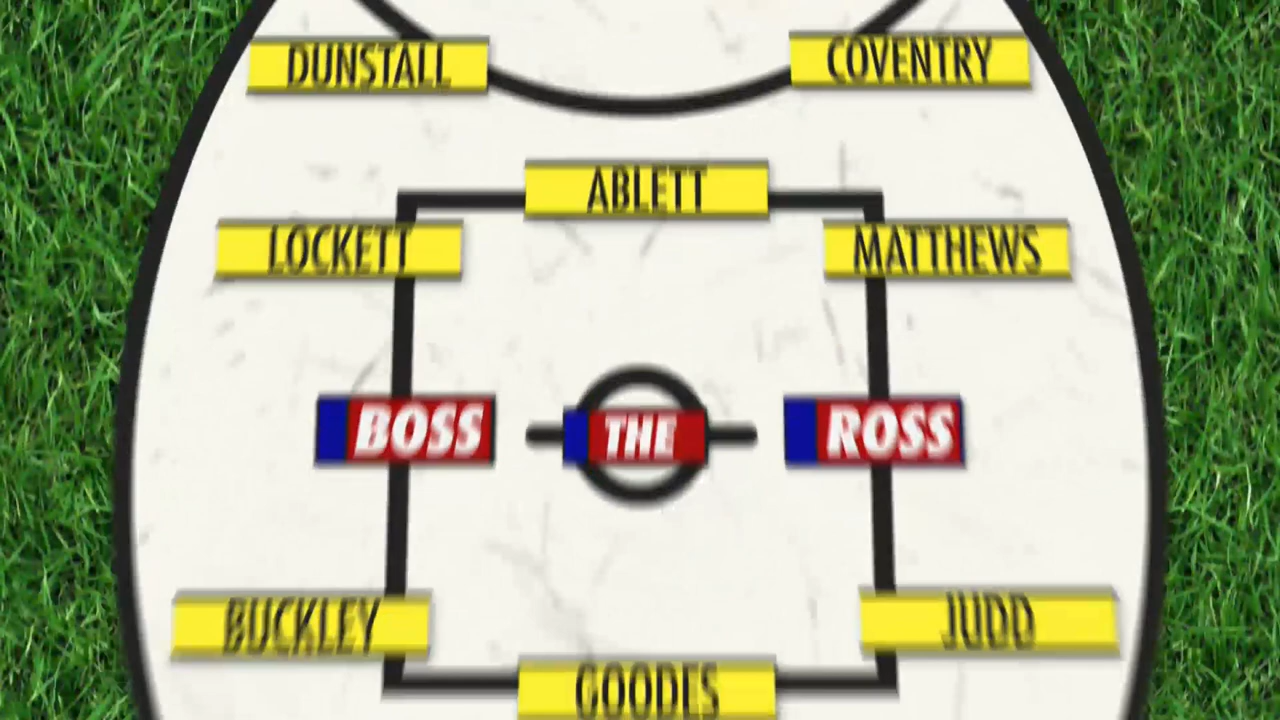 DUNSTALL
COVENTRY
ABLETT
LOCKETT
MATTHEWS
BOSS
THE
ROSS
BUCKLEY
JUDD
GOODES